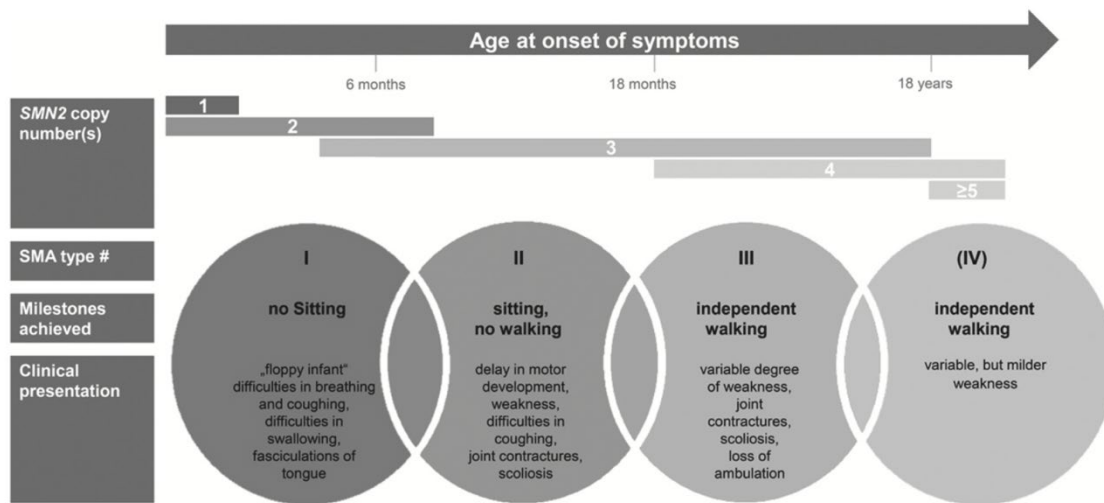 Age at onset of symptoms
6 months
18 months
18 years
SMN2 copy
number(s)
1
2
3
4
≥5
SMA type #
I
II
III
(IV)
Milestones
achieved
no Sitting
sitting,
no walking
independent
walking
independent
walking
Clinical
presentation
„floppy infant“
difficulties in breathing
and coughing,
difficulties in
swallowing,
fasciculations of
tongue
delay in motor
development,
weakness,
difficulties in
coughing,
joint contractures,
scoliosis
variable degree
of weakness,
joint
contractures,
scoliosis,
loss of
ambulation
variable, but milder
weakness